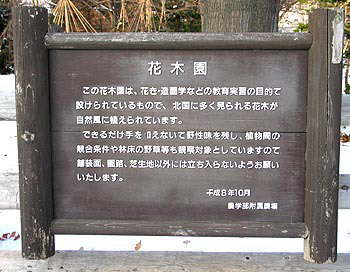 花木園
この花木園は、花き・造園学などの教育実習の目的で
設けられているもので、北国に多く見られる花木が
自然風に植えられています。
できるだけ手を加えないで野性味を残し、植物間の
競合条件や林床の野草等も観察対象としていますので
舗装面、園路、芝生地以外には立ち入らないようお願い
いたします。
平成8年10月
農学部附属農場